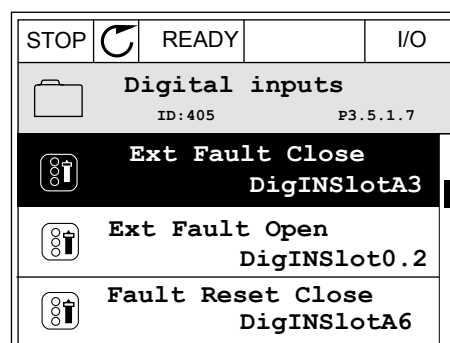 STOP READY I/O
Digital inputs
ID:405 P3.5.1.7
Ext Fault Close
DigINSlotA3
Ext Fault Open
DigINSlot0.2
Fault Reset Close
DigINSlotA6